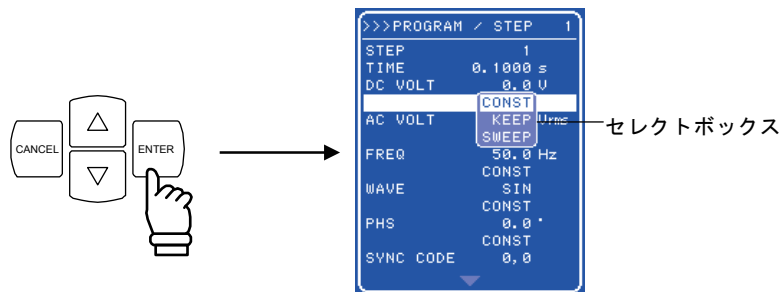 CANCEL
ENTER
>>>PROGRAM / STEP 1
STEP 1
TIME 0.1000 s
DC VOLT 0.0 V
CONST
AC VOLT KEEP Vrms
SWEEP
FREQ 50.0 Hz
CONST
WAVE SIN
CONST
PHS 0.0 °
CONST
SYNC CODE 0,0
セレクトボックス